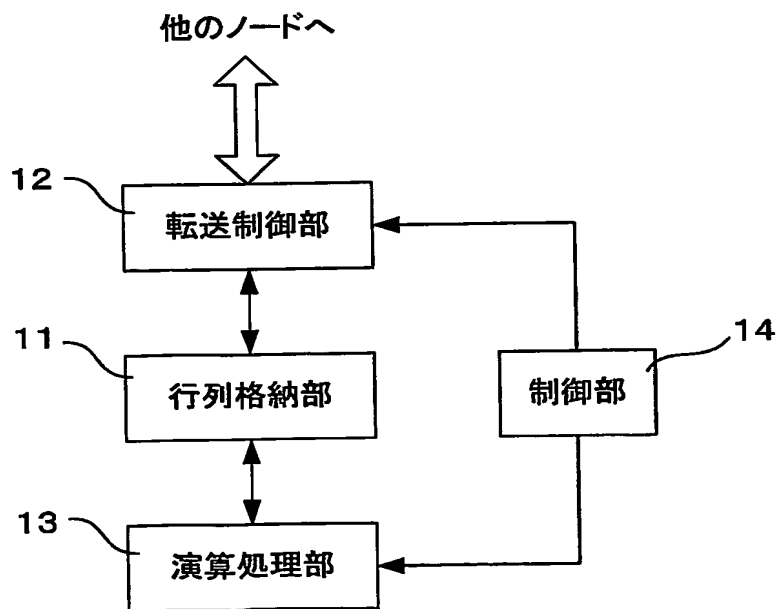 他のノードへ
12
転送制御部
11
行列格納部
14
制御部
13
演算処理部